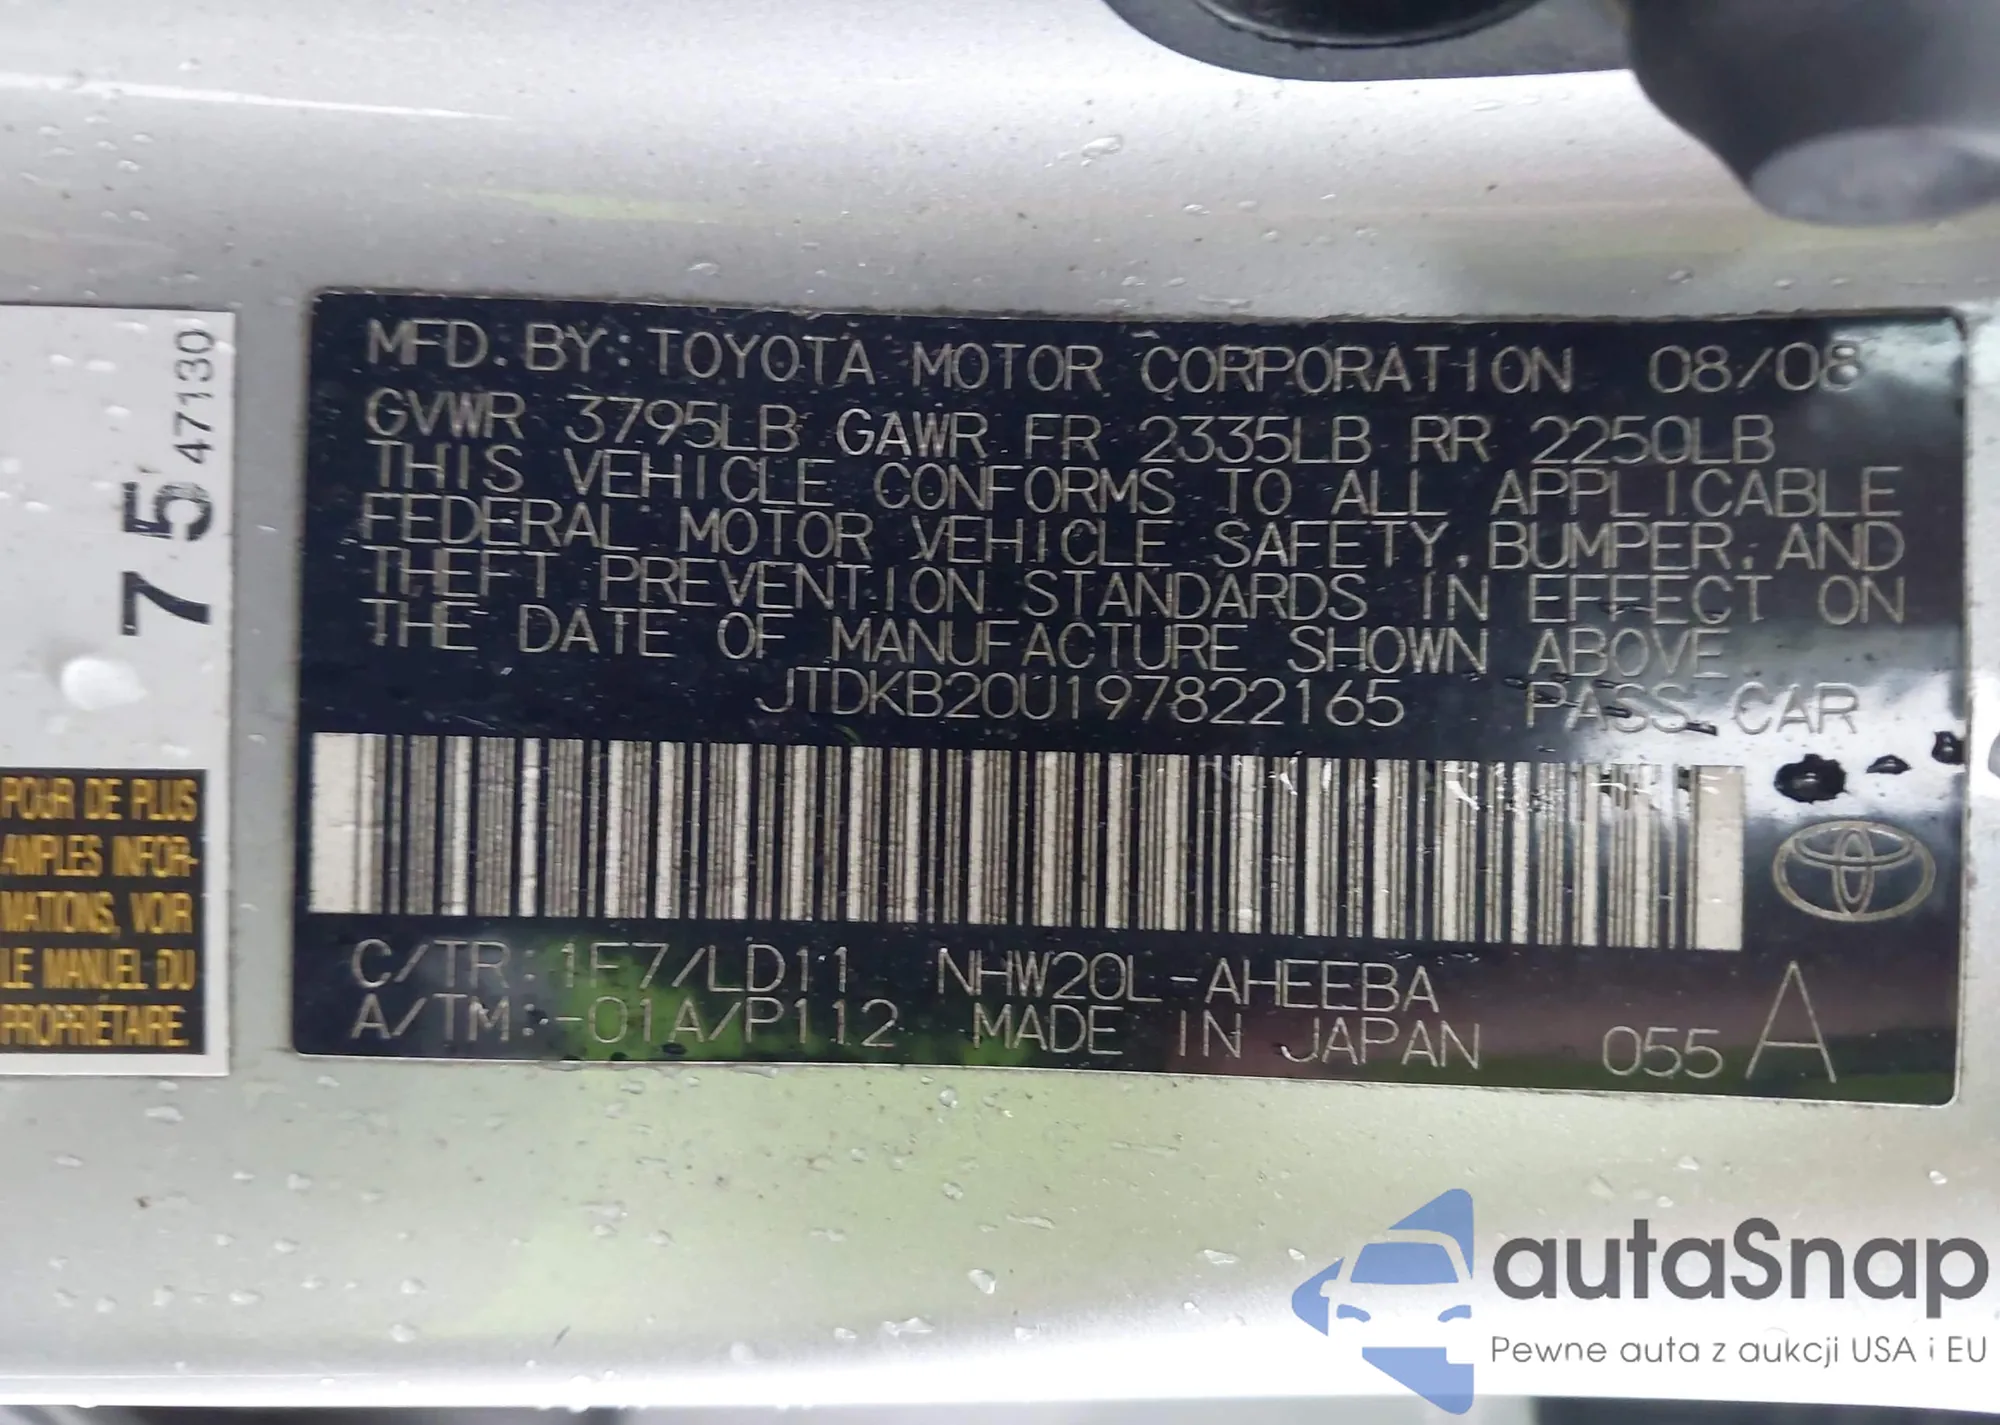 MFD. BY: TOYOTA MOTOR CORPORATION 08/08
GVWR 3795LB GAWR FR 2335LB RR 2250LB
THIS VEHICLE CONFORMS TO ALL APPLICABLE
FEDERAL MOTOR VEHICLE SAFETY, BUMPER, AND
THEFT PREVENTION STANDARDS IN EFFECT ON
THE DATE OF MANUFACTURE SHOWN ABOVE
JTDKB20U197822165 PASS. CAR
C/TR: 1F7/LD11 NHW20L-AHEEBA
A/TM: -01A/P112 MADE IN JAPAN 055 A
75 47130
POUR DE PLUS
AMPLES INFOR-
MATIONS, VOIR
LE MANUEL DU
PROPRIÉTAIRE.
autaSnap
Pewne auta z aukcji USA i EU